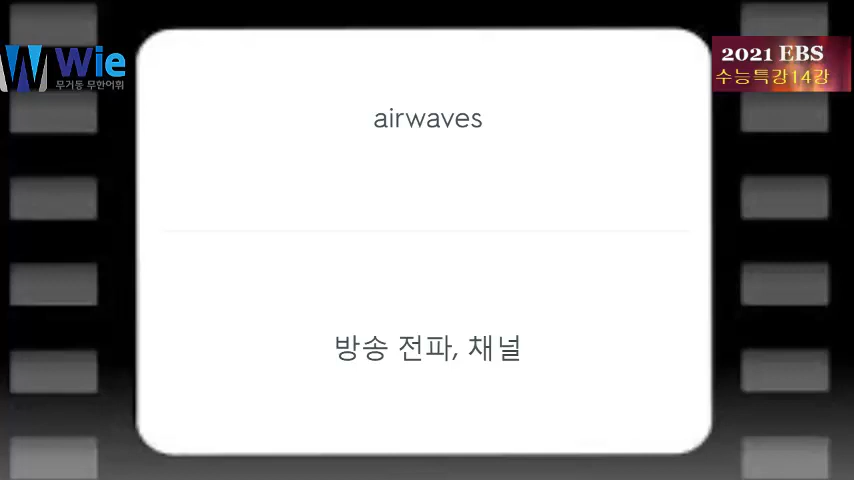 Wie
무거동 무한어휘
2021 EBS
수능특강14강
airwaves
방송 전파, 채널